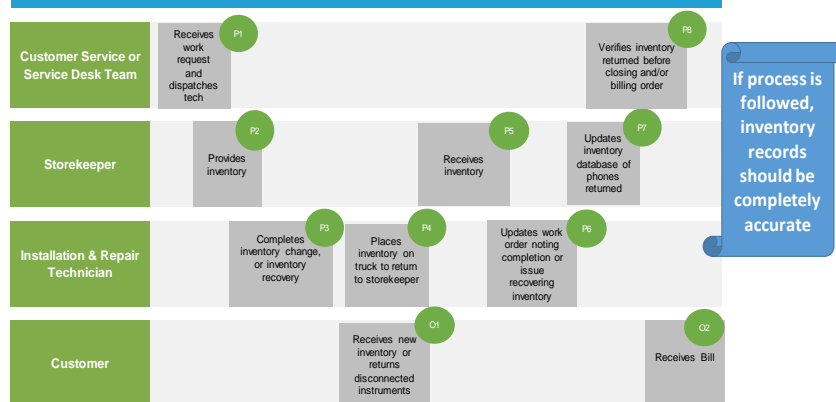 Customer Service or
Service Desk Team
Receives
work
request
and
dispatches
tech
P1
Verifies inventory
returned before
closing and/or
billing order
P8
If process is
followed,
inventory
records
should be
completely
accurate
Storekeeper
Provides
inventory
P2
Receives
inventory
P5
Updates
inventory
database of
phones
returned
P7
Installation & Repair
Technician
Completes
inventory change,
or inventory
recovery
P3
Places
inventory on
truck to return
to storekeeper
P4
Updates work
order noting
completion or
issue
recovering
inventory
P6
Customer
Receives new
inventory or
returns
disconnected
instruments
O1
Receives Bill
O2